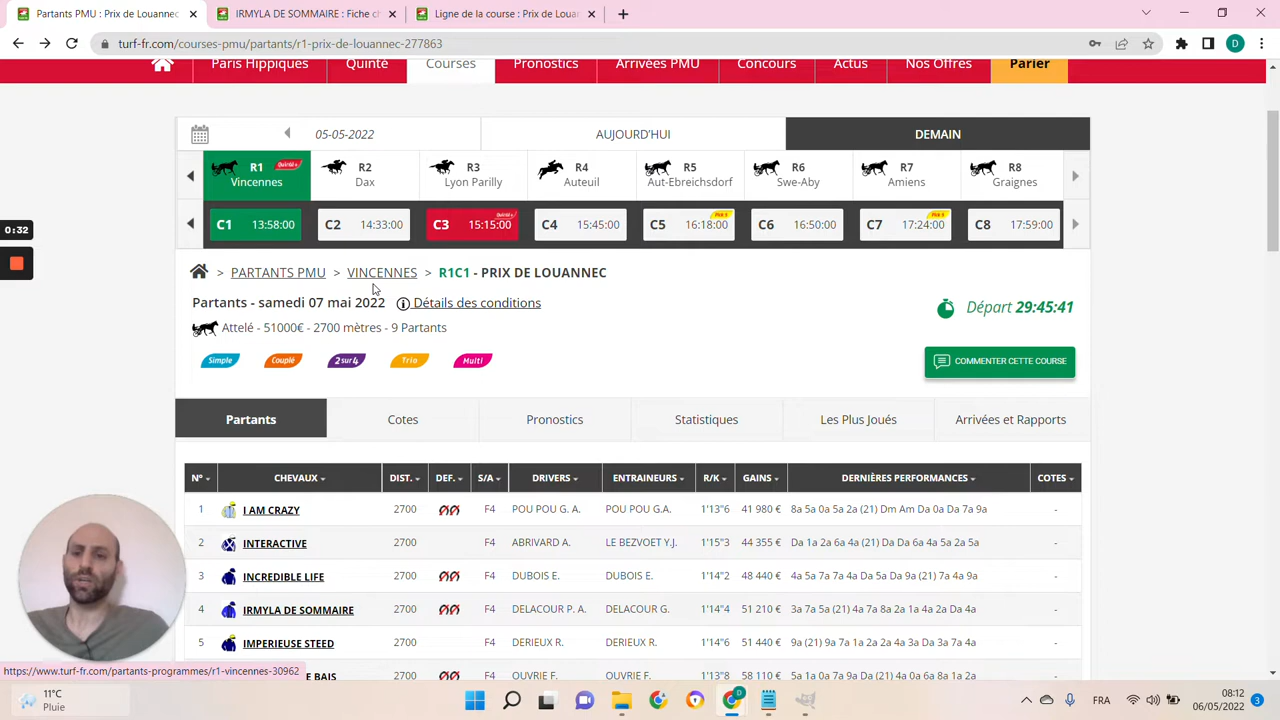 Partants PMU : Prix de Louannec
IRMYLA DE SOMMAIRE : Fiche ch
Ligne de la course : Prix de Loua
turf-fr.com/courses-pmu/partants/r1-prix-de-louannec-277863
Paris Hippiques Quinté Courses Pronostics Arrivées PMU Concours Actus Nos Offres Parier
05-05-2022 AUJOURD'HUI DEMAIN
R1 Vincennes Quinté+
R2 Dax
R3 Lyon Parilly
R4 Auteuil
R5 Aut-Ebreichsdorf
R6 Swe-Aby
R7 Amiens
R8 Graignes
C1 13:58:00 C2 14:33:00 C3 15:15:00 Quinté+ C4 15:45:00 C5 16:18:00 Pick 5 C6 16:50:00 C7 17:24:00 Pick 5 C8 17:59:00
0:32
> PARTANTS PMU > VINCENNES > R1C1 - PRIX DE LOUANNEC
Partants - samedi 07 mai 2022 Détails des conditions
Départ 29:45:41
Attelé - 51000€ - 2700 mètres - 9 Partants
Simple Couplé 2 sur 4 Trio Multi
COMMENTER CETTE COURSE
Partants Cotes Pronostics Statistiques Les Plus Joués Arrivées et Rapports
N° CHEVAUX DIST. DEF. S/A DRIVERS ENTRAINEURS R/K GAINS DERNIÈRES PERFORMANCES COTES
1 I AM CRAZY 2700 F4 POU POU G. A. POU POU G.A. 1'13"6 41 980 € 8a 5a 0a 5a 2a (21) Dm Am Da 0a Da 7a 9a -
2 INTERACTIVE 2700 F4 ABRIVARD A. LE BEZVOET Y.J. 1'15"3 44 355 € Da 1a 2a 6a 4a (21) Da Da 6a 4a 5a 2a 5a -
3 INCREDIBLE LIFE 2700 F4 DUBOIS E. DUBOIS E. 1'14"2 48 440 € 4a 5a 7a 7a 4a Da 5a Da 9a (21) 7a 4a 9a -
4 IRMYLA DE SOMMAIRE 2700 F4 DELACOUR P. A. DELACOUR G. 1'14"4 51 210 € 3a 7a 5a (21) 4a 7a 8a 2a 1a 4a 2a Da 4a -
5 IMPERIEUSE STEED 2700 F4 DERIEUX R. DERIEUX R. 1'14"6 51 440 € 9a (21) 9a 7a 1a 2a 2a 4a 3a Da 3a 7a 4a -
E BAIS 2700 F4 OUVRIE F. 1'13"8 58 110 € 5a 1a 0a 7a 9a Da (21) 4a 0a 6a 8a 1a 2a -
https://www.turf-fr.com/partants-programmes/r1-vincennes-30962
11°C
Pluie
FRA
08:12
06/05/2022
3
D
D